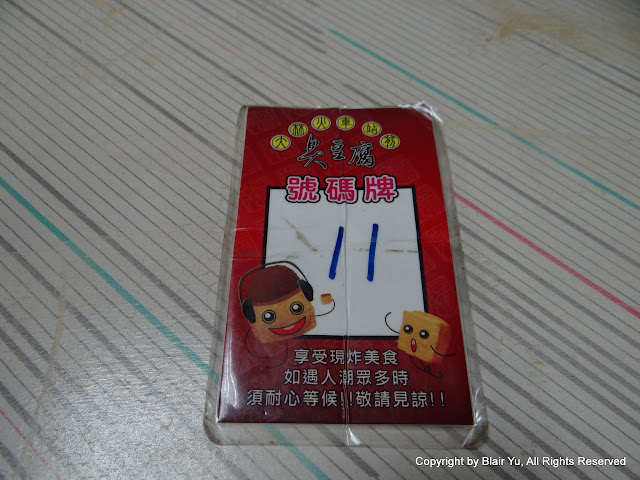 大林火車站旁
臭豆腐
號碼牌
11
享受現炸美食
如遇人潮眾多時
須耐心等候!!敬請見諒!!
Copyright by Blair Yu, All Rights Reserved